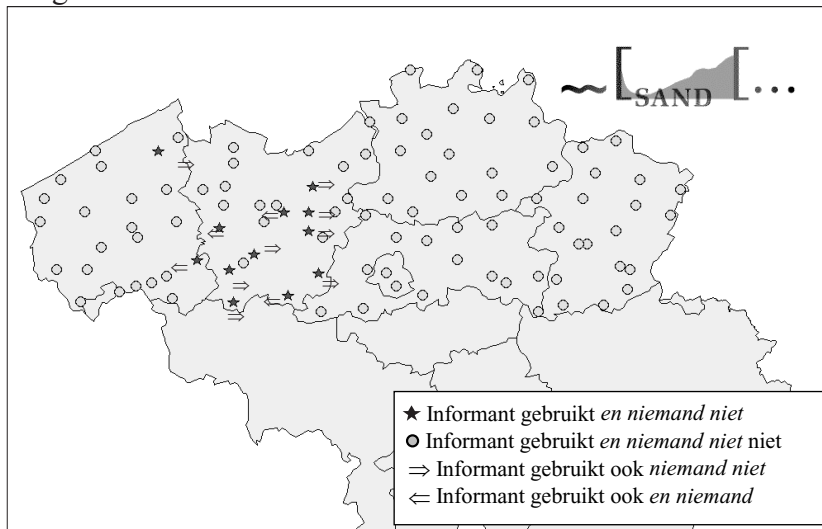 SAND
Informant gebruikt en niemand niet
Informant gebruikt en niemand niet niet
Informant gebruikt ook niemand niet
Informant gebruikt ook en niemand